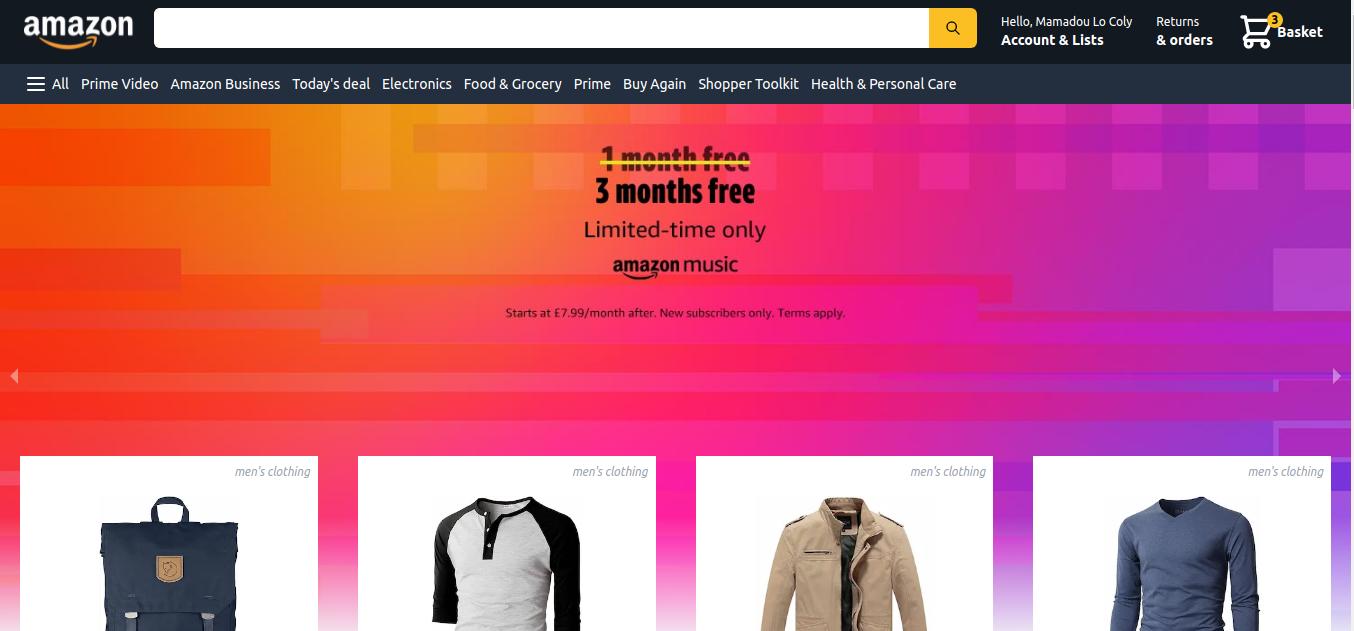 amazon
Hello, Mamadou Lo Coly
Account & Lists
Returns
& orders
3
Basket
All Prime Video Amazon Business Today's deal Electronics Food & Grocery Prime Buy Again Shopper Toolkit Health & Personal Care
1 month free
3 months free
Limited-time only
amazon music
Starts at £7.99/month after. New subscribers only. Terms apply.
men's clothing
men's clothing
men's clothing
men's clothing